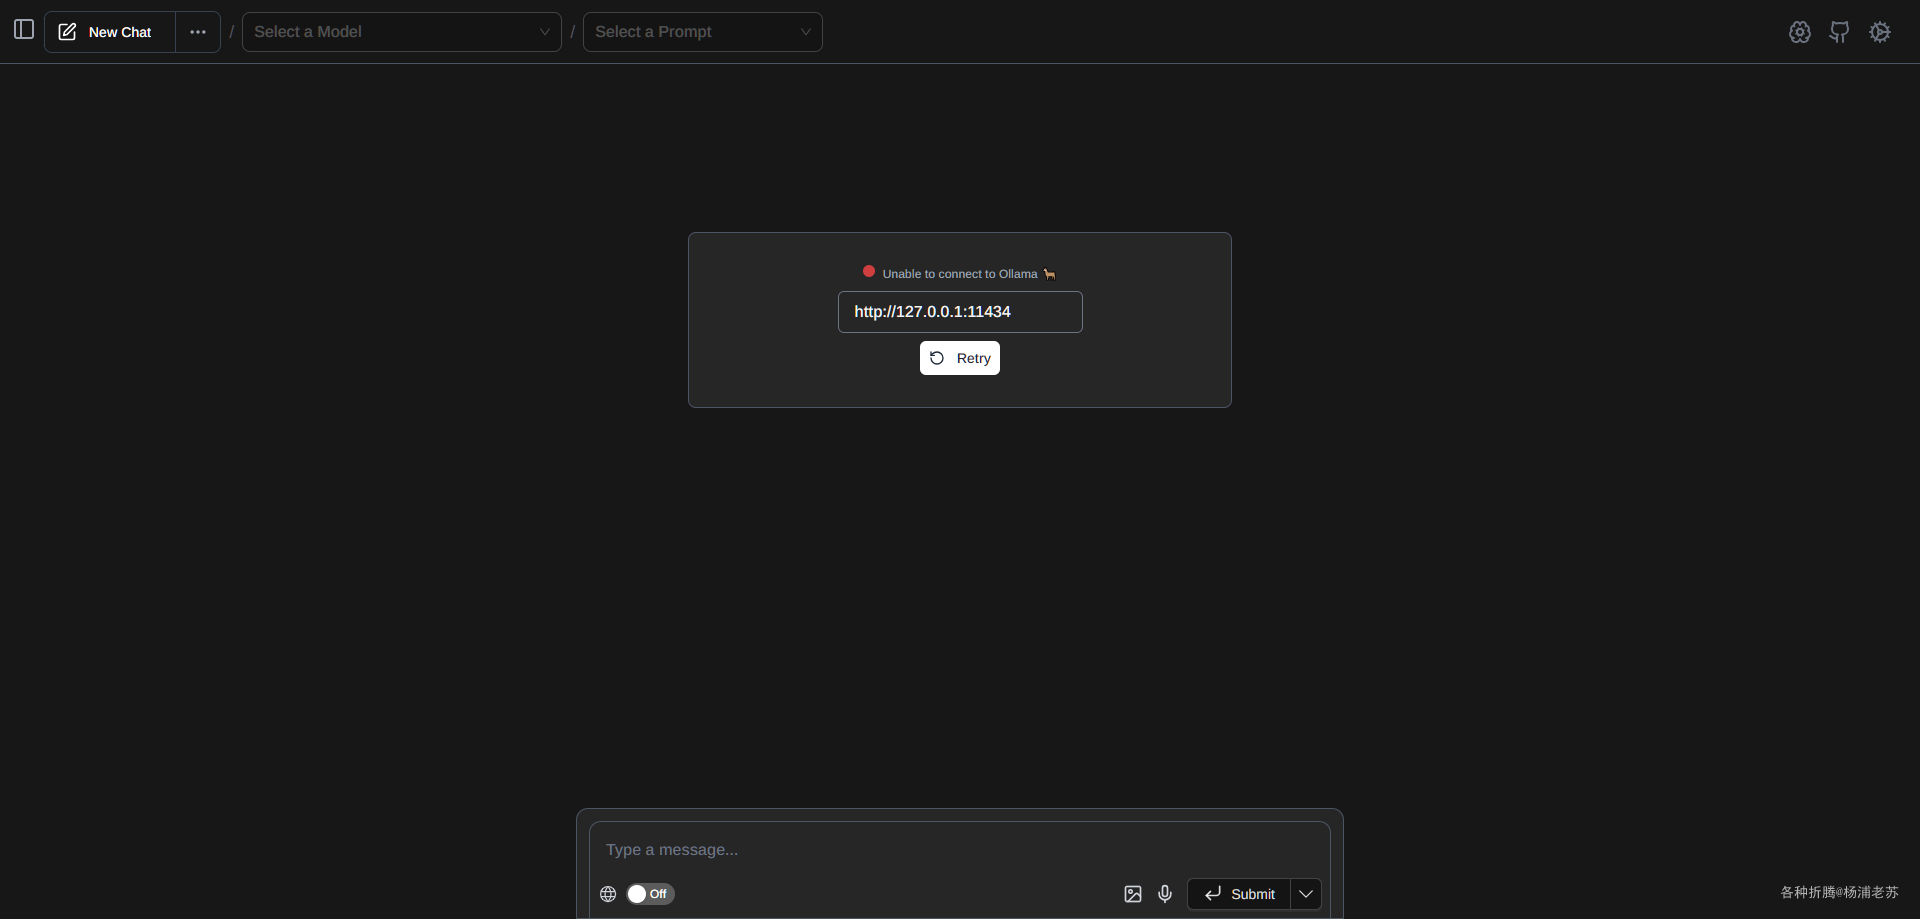 New Chat / Select a Model / Select a Prompt
Unable to connect to Ollama 🦙
http://127.0.0.1:11434
Retry
Type a message...
Off Submit
各种折腾@杨浦老苏